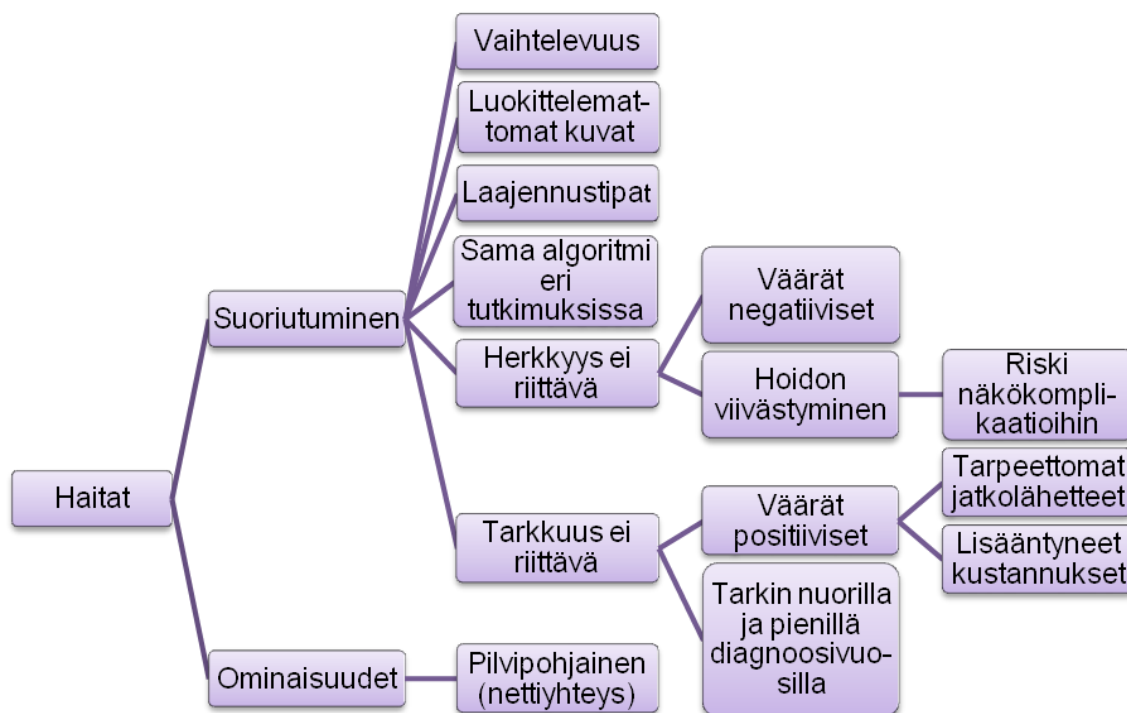 Vaihtelevuus
Luokittelemat-
tomat kuvat
Laajennustipat
Sama algoritmi
eri
tutkimuksissa
Suoriutuminen
Herkkyys ei
riittävä
Väärät
negatiiviset
Hoidon
viivästyminen
Riski
näkökompli-
kaatioihin
Haitat
Tarkkuus ei
riittävä
Väärät
positiiviset
Tarpeettomat
jatkolähetteet
Lisääntyneet
kustannukset
Tarkin nuorilla
ja pienillä
diagnoosivuo-
silla
Ominaisuudet
Pilvipohjainen
(nettiyhteys)